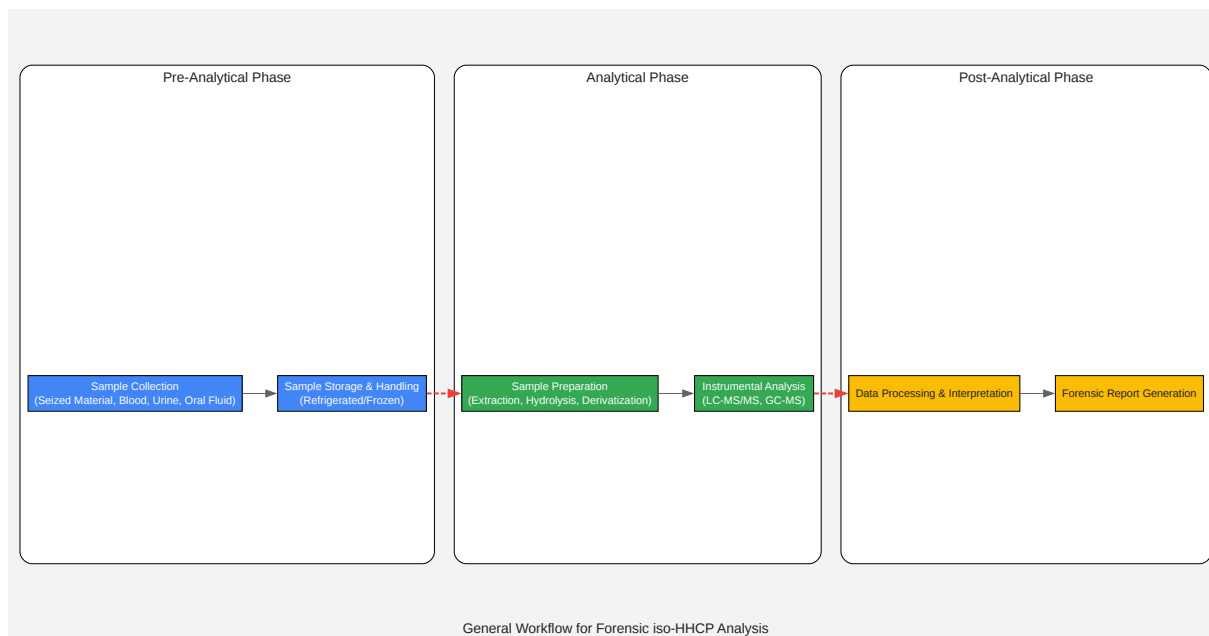 Pre-Analytical Phase
Analytical Phase
Post-Analytical Phase
Sample Collection
(Seized Material, Blood, Urine, Oral Fluid)
Sample Storage & Handling
(Refrigerated/Frozen)
Sample Preparation
(Extraction, Hydrolysis, Derivatization)
Instrumental Analysis
(LC-MS/MS, GC-MS)
Data Processing & Interpretation
Forensic Report Generation
General Workflow for Forensic iso-HHCP Analysis